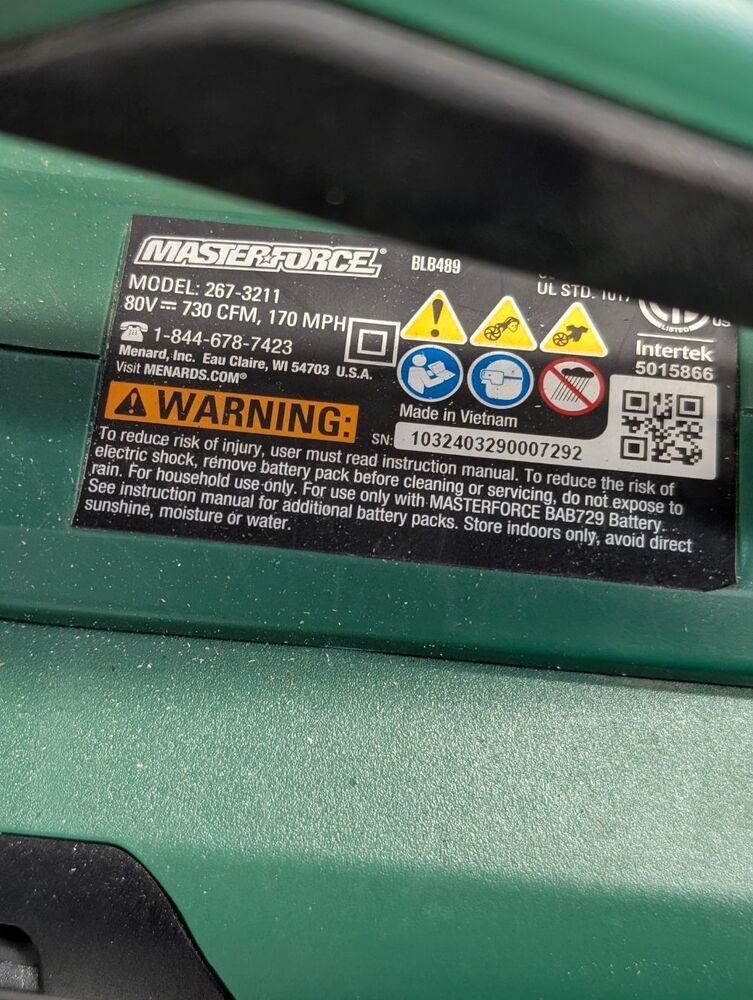 MASTERFORCE®
BLB489
MODEL: 267-3211
80V⎓ 730 CFM, 170 MPH
1-844-678-7423
Menard, Inc. Eau Claire, WI 54703 U.S.A.
Visit MENARDS.COM®
UL STD. 1017
LISTED
US
Intertek
5015866
Made in Vietnam
SN: 1032403290007292
WARNING:
To reduce risk of injury, user must read instruction manual. To reduce the risk of
electric shock, remove battery pack before cleaning or servicing, do not expose to
rain. For household use only. For use only with MASTERFORCE BAB729 Battery.
See instruction manual for additional battery packs. Store indoors only, avoid direct
sunshine, moisture or water.